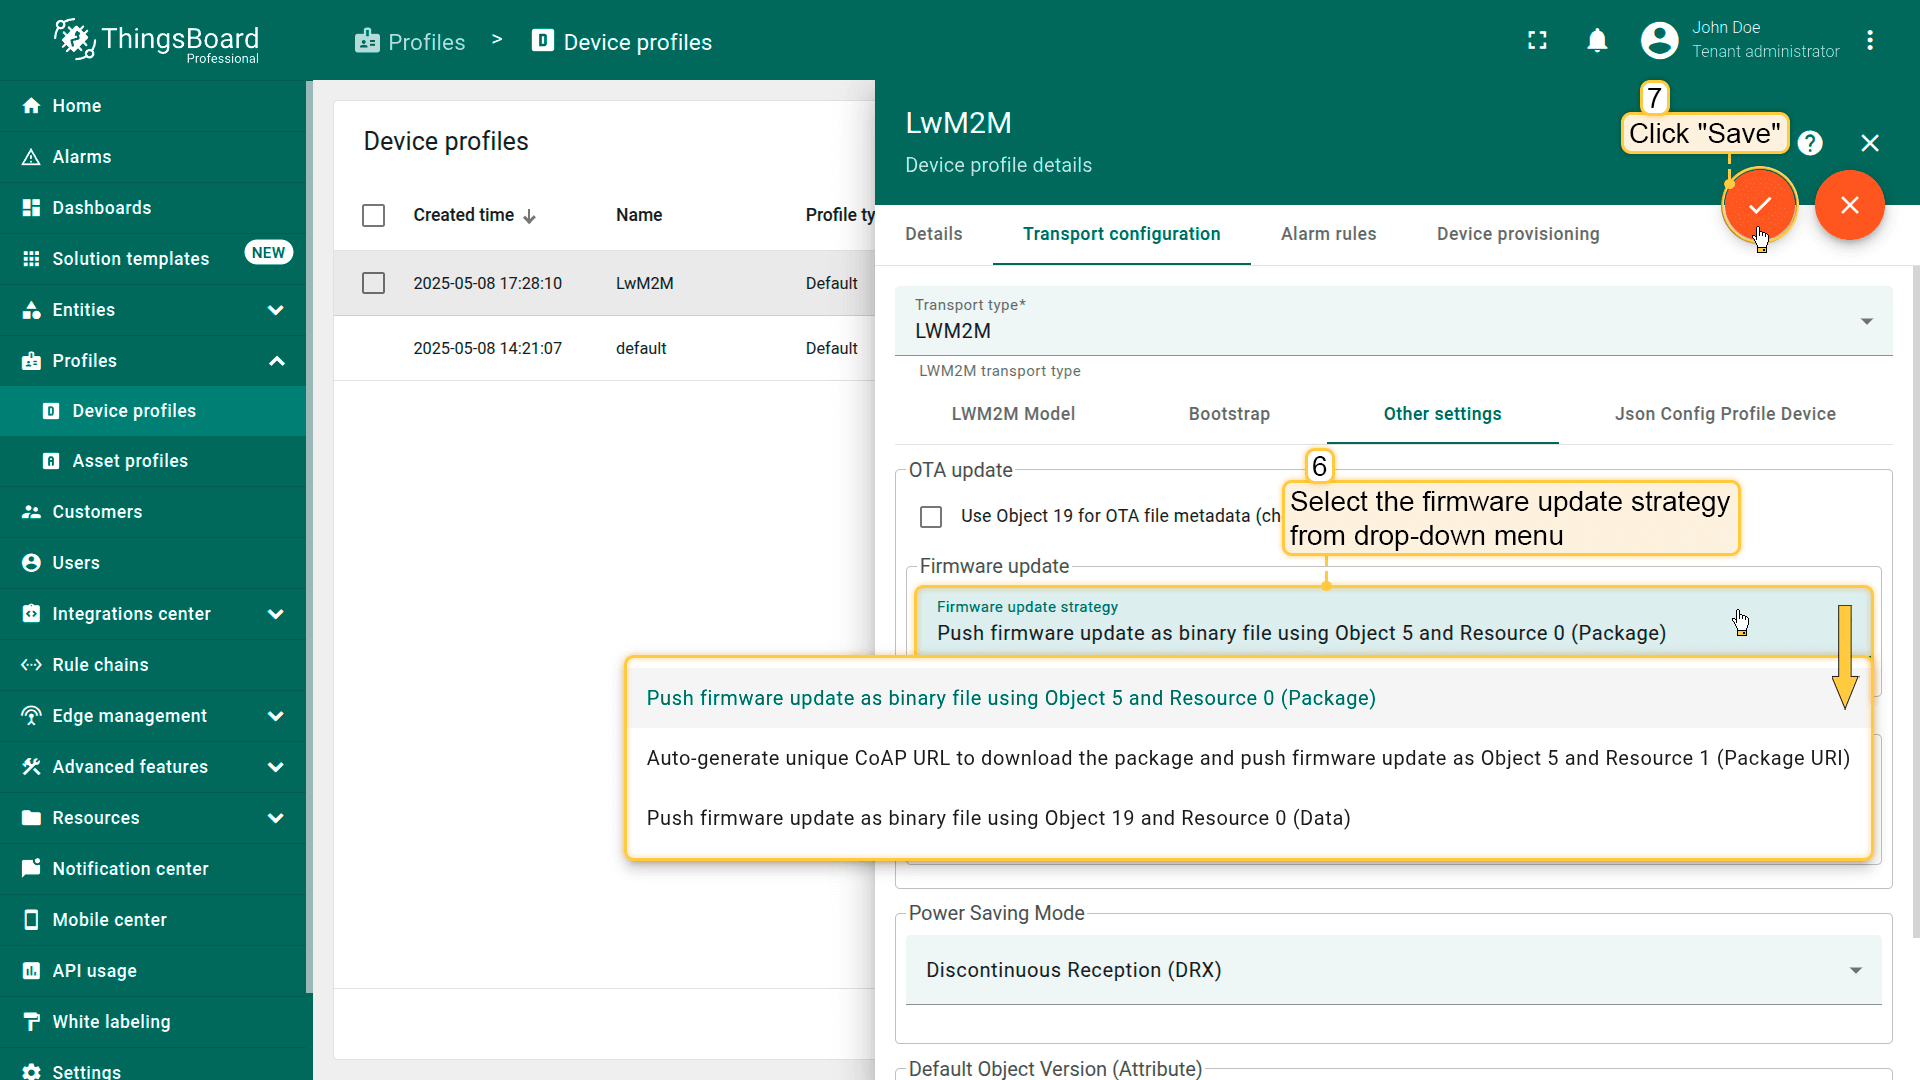 ThingsBoard
Professional
Profiles > Device profiles
John Doe
Tenant administrator
Home
Alarms
Dashboards
Solution templates NEW
Entities
Profiles
Device profiles
Asset profiles
Customers
Users
Integrations center
Rule chains
Edge management
Advanced features
Resources
Notification center
Mobile center
API usage
White labeling
Settings
Device profiles
Created time Name Profile ty
2025-05-08 17:28:10 LwM2M Default
2025-05-08 14:21:07 default Default
LwM2M
Device profile details
7
Click "Save"
Details Transport configuration Alarm rules Device provisioning
Transport type*
LWM2M
LWM2M transport type
LWM2M Model Bootstrap Other settings Json Config Profile Device
OTA update
6
Select the firmware update strategy
from drop-down menu
Use Object 19 for OTA file metadata (ch
Firmware update
Firmware update strategy
Push firmware update as binary file using Object 5 and Resource 0 (Package)
Push firmware update as binary file using Object 5 and Resource 0 (Package)
Auto-generate unique CoAP URL to download the package and push firmware update as Object 5 and Resource 1 (Package URI)
Push firmware update as binary file using Object 19 and Resource 0 (Data)
Power Saving Mode
Discontinuous Reception (DRX)
Default Object Version (Attribute)